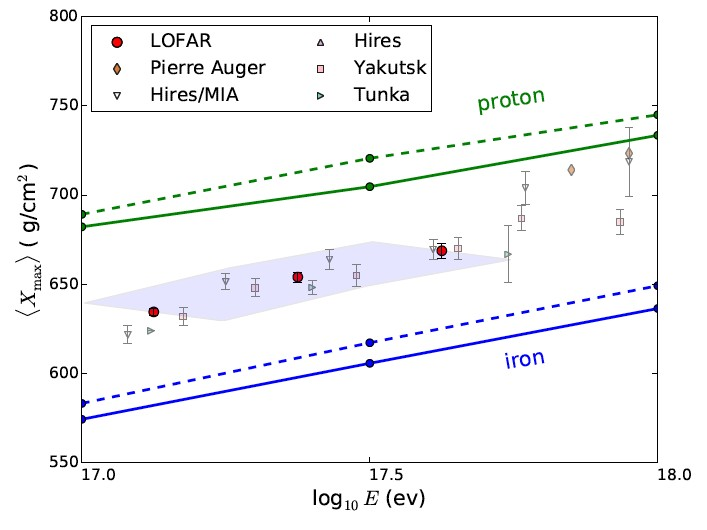 800
750
700
650
600
550
17.0
17.5
18.0
⟨X_max⟩ ( g/cm²)
log₁₀ E (ev)
LOFAR
Pierre Auger
Hires/MIA
Hires
Yakutsk
Tunka
proton
iron